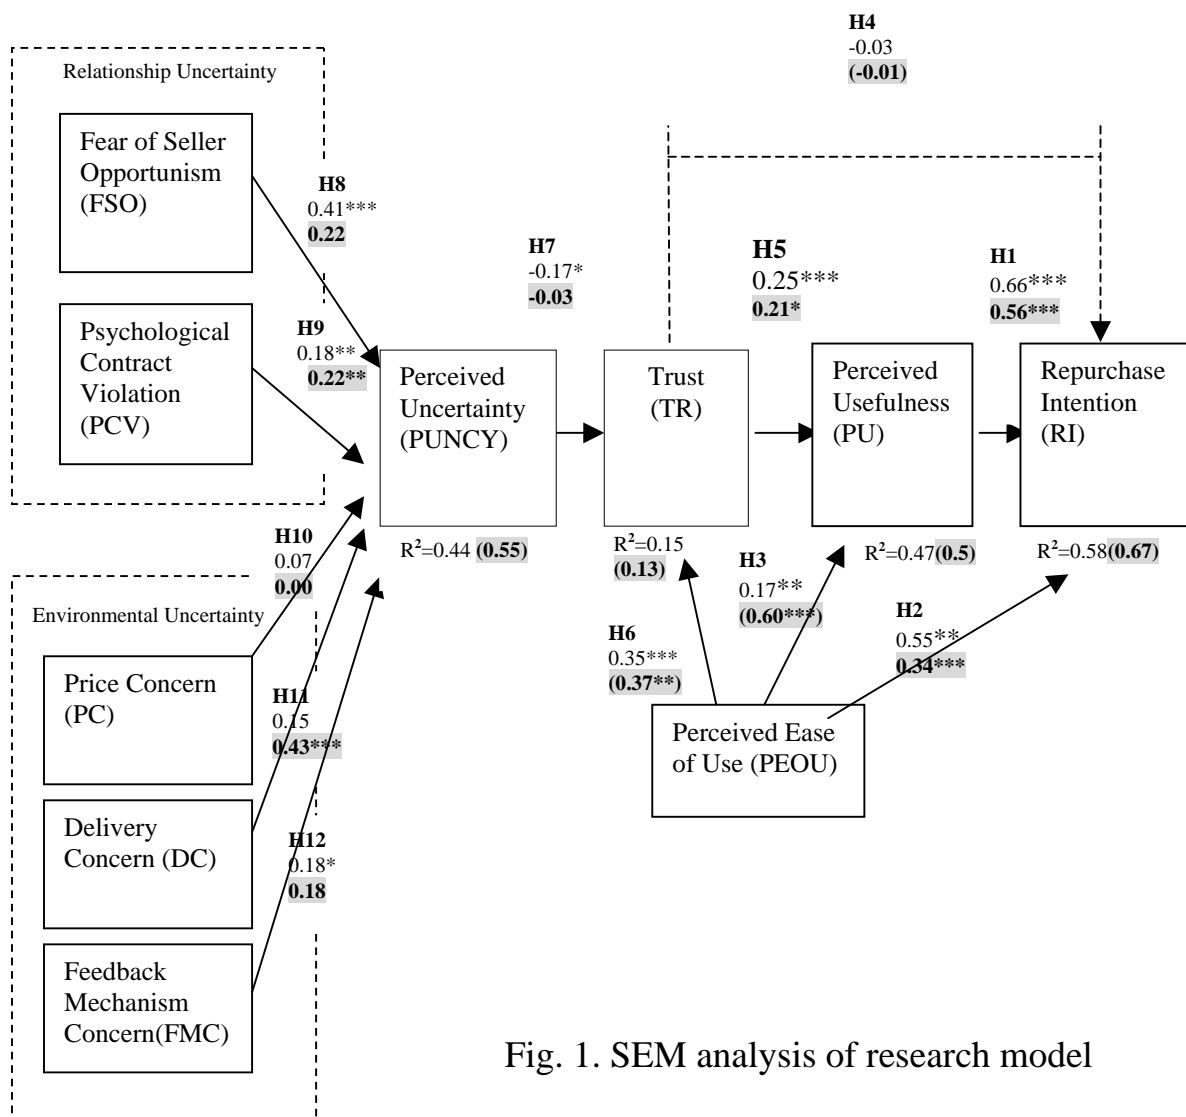 H4
-0.03
(-0.01)
Relationship Uncertainty
Fear of Seller
Opportunism
(FSO)
H8
0.41***
0.22
Psychological
Contract
Violation
(PCV)
H9
0.18**
0.22**
H7
-0.17*
-0.03
H5
0.25***
0.21*
H1
0.66***
0.56***
Perceived
Uncertainty
(PUNCY)
Trust
(TR)
Perceived
Usefulness
(PU)
Repurchase
Intention
(RI)
R²=0.44 (0.55)
R²=0.15
(0.13)
R²=0.47(0.5)
R²=0.58(0.67)
H10
0.07
0.00
H3
0.17**
(0.60***)
H2
0.55**
0.34***
H6
0.35***
(0.37**)
Environmental Uncertainty
Price Concern
(PC)
H11
0.15
0.43***
Perceived Ease
of Use (PEOU)
Delivery
Concern (DC)
H12
0.18*
0.18
Feedback
Mechanism
Concern(FMC)
Fig. 1. SEM analysis of research model